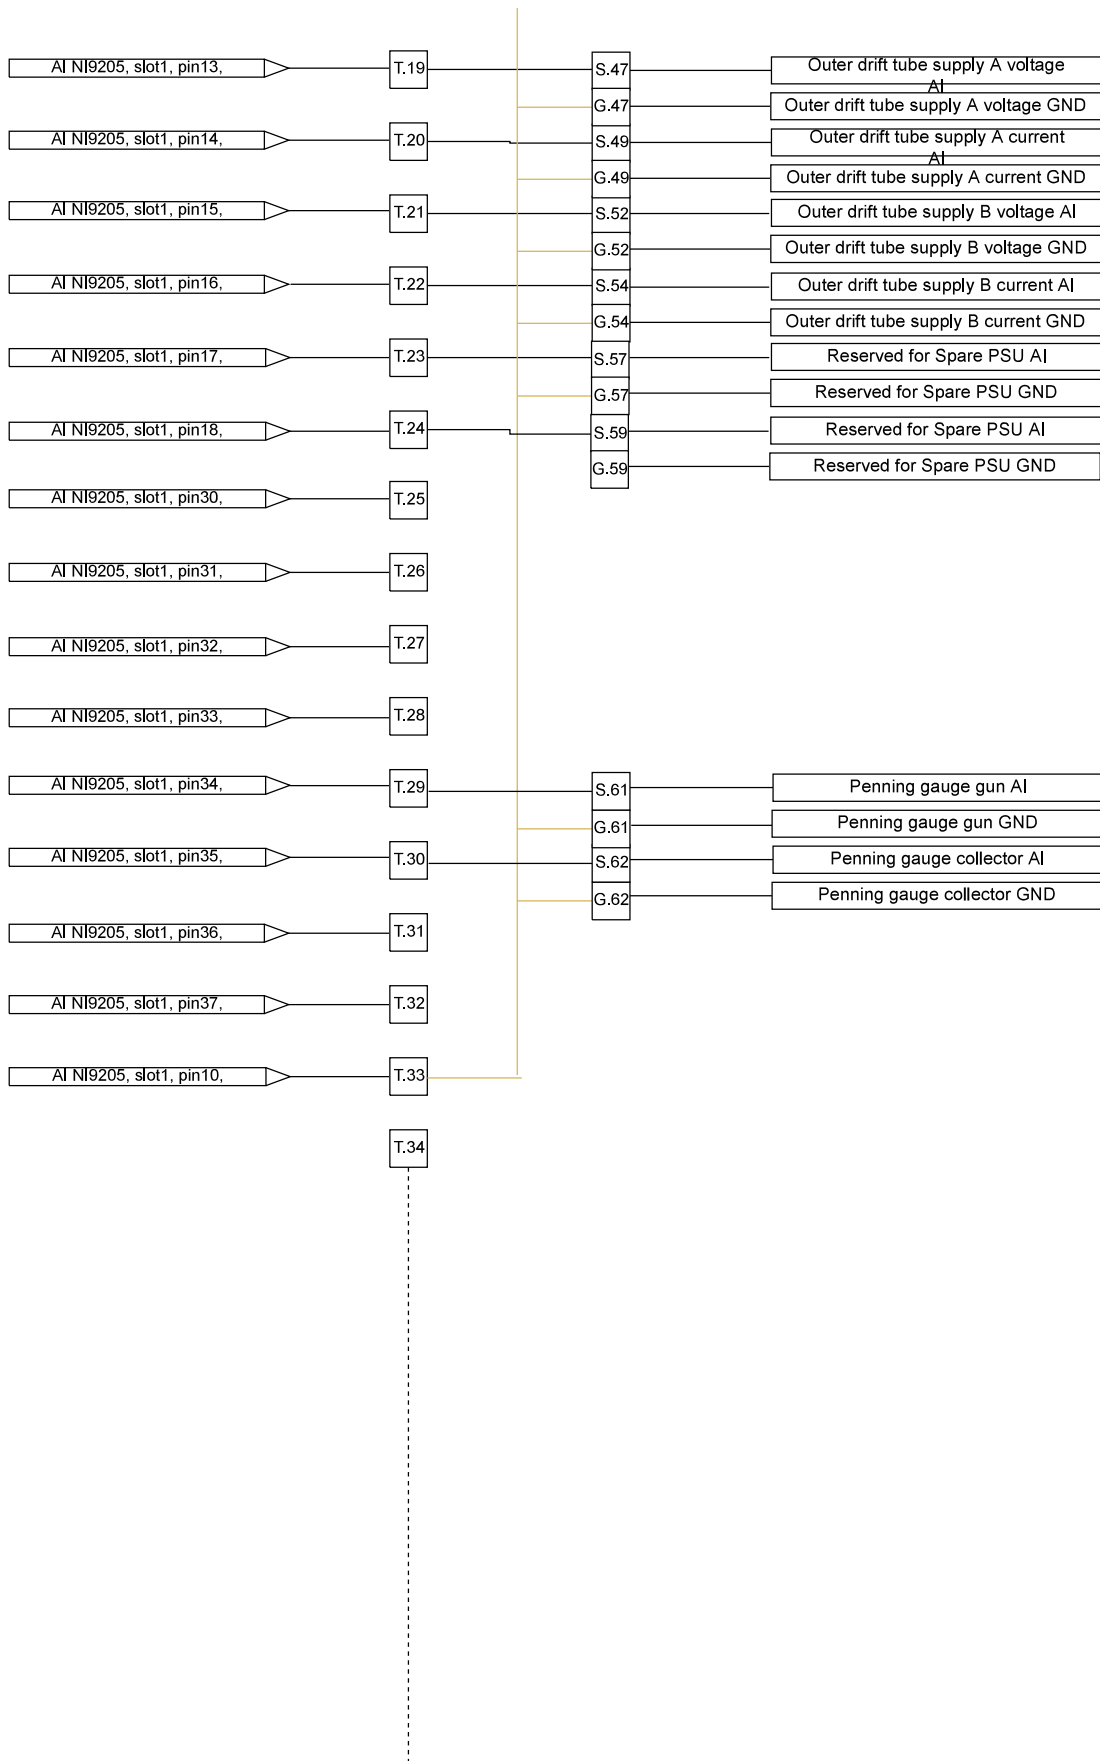 AI NI9205, slot1, pin13,
T.19
S.47
Outer drift tube supply A voltage
AI
G.47
Outer drift tube supply A voltage GND
AI NI9205, slot1, pin14,
T.20
S.49
Outer drift tube supply A current
AI
G.49
Outer drift tube supply A current GND
AI NI9205, slot1, pin15,
T.21
S.52
Outer drift tube supply B voltage AI
G.52
Outer drift tube supply B voltage GND
AI NI9205, slot1, pin16,
T.22
S.54
Outer drift tube supply B current AI
G.54
Outer drift tube supply B current GND
AI NI9205, slot1, pin17,
T.23
S.57
Reserved for Spare PSU AI
G.57
Reserved for Spare PSU GND
AI NI9205, slot1, pin18,
T.24
S.59
Reserved for Spare PSU AI
G.59
Reserved for Spare PSU GND
AI NI9205, slot1, pin30,
T.25
AI NI9205, slot1, pin31,
T.26
AI NI9205, slot1, pin32,
T.27
AI NI9205, slot1, pin33,
T.28
AI NI9205, slot1, pin34,
T.29
S.61
Penning gauge gun AI
G.61
Penning gauge gun GND
AI NI9205, slot1, pin35,
T.30
S.62
Penning gauge collector AI
G.62
Penning gauge collector GND
AI NI9205, slot1, pin36,
T.31
AI NI9205, slot1, pin37,
T.32
AI NI9205, slot1, pin10,
T.33
T.34